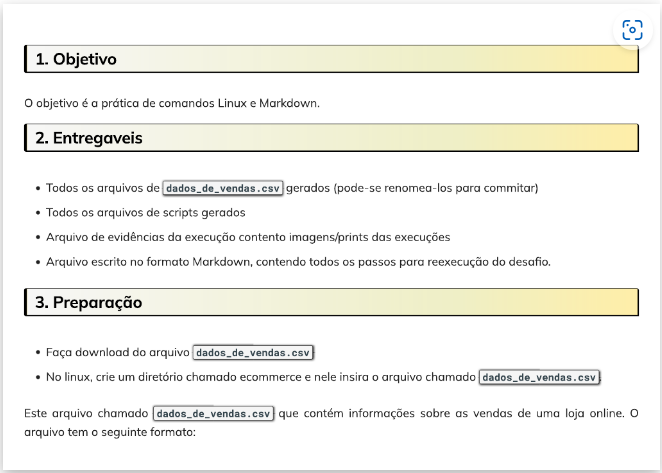 1. Objetivo
O objetivo é a prática de comandos Linux e Markdown.
2. Entregaveis
• Todos os arquivos de dados_de_vendas.csv gerados (pode-se renomea-los para commitar)
• Todos os arquivos de scripts gerados
• Arquivo de evidências da execução contento imagens/prints das execuções
• Arquivo escrito no formato Markdown, contendo todos os passos para reexecução do desafio.
3. Preparação
• Faça download do arquivo dados_de_vendas.csv
• No linux, crie um diretório chamado ecommerce e nele insira o arquivo chamado dados_de_vendas.csv
Este arquivo chamado dados_de_vendas.csv que contém informações sobre as vendas de uma loja online. O
arquivo tem o seguinte formato: